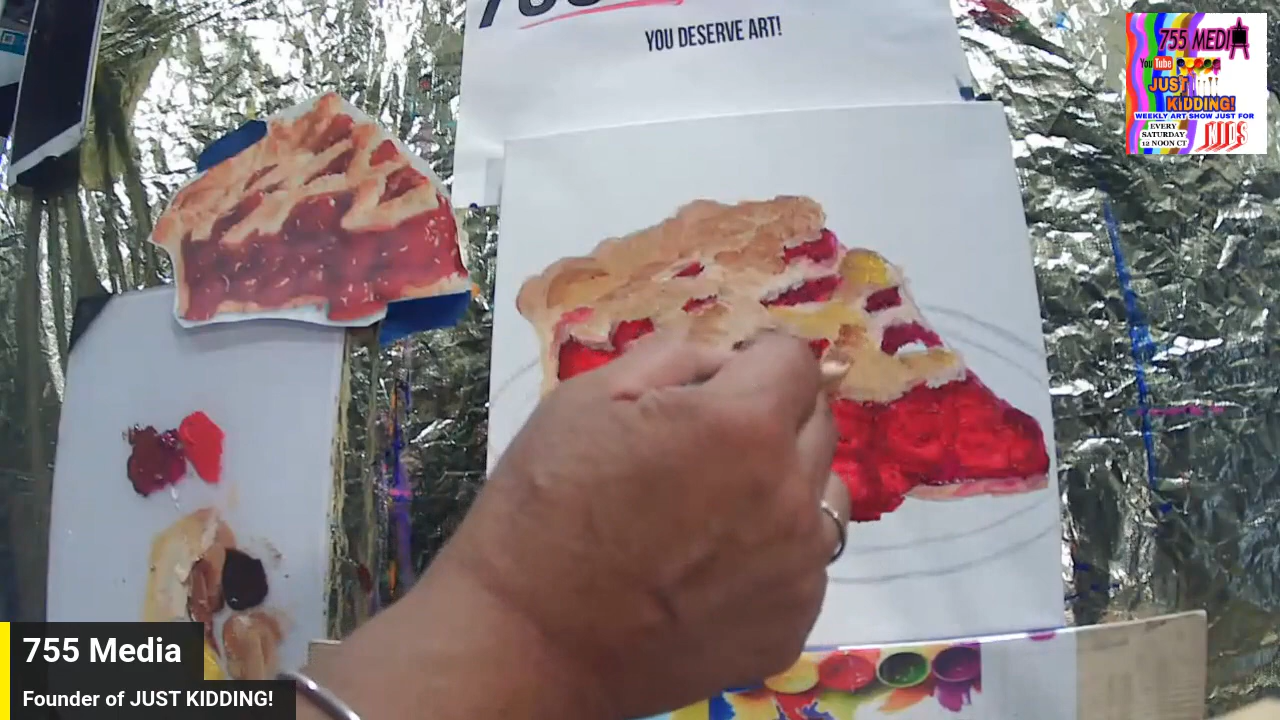 YOU DESERVE ART!
755 MEDIA
YouTube
JUST
KIDDING!
WEEKLY ART SHOW JUST FOR
EVERY
SATURDAY
12 NOON CT
KIDS
755 Media
Founder of JUST KIDDING!